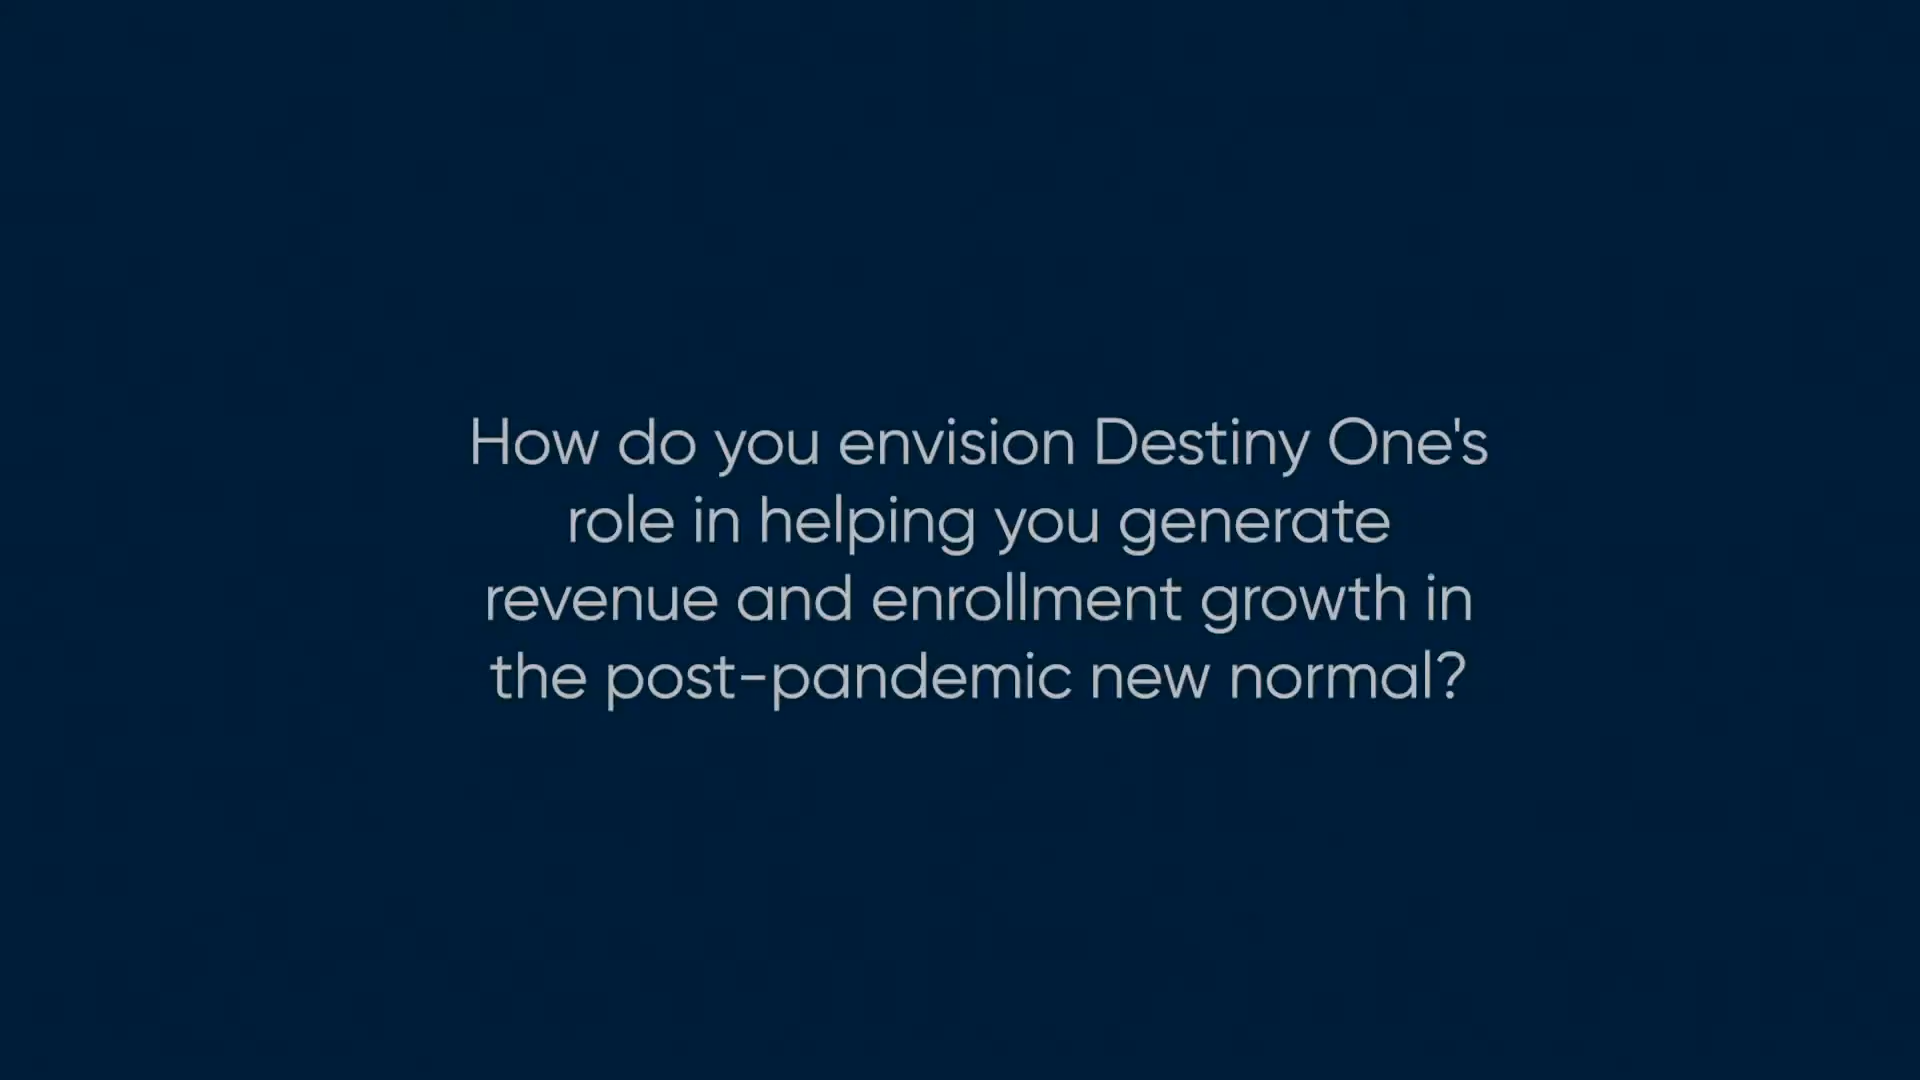 How do you envision Destiny One's
role in helping you generate
revenue and enrollment growth in
the post-pandemic new normal?